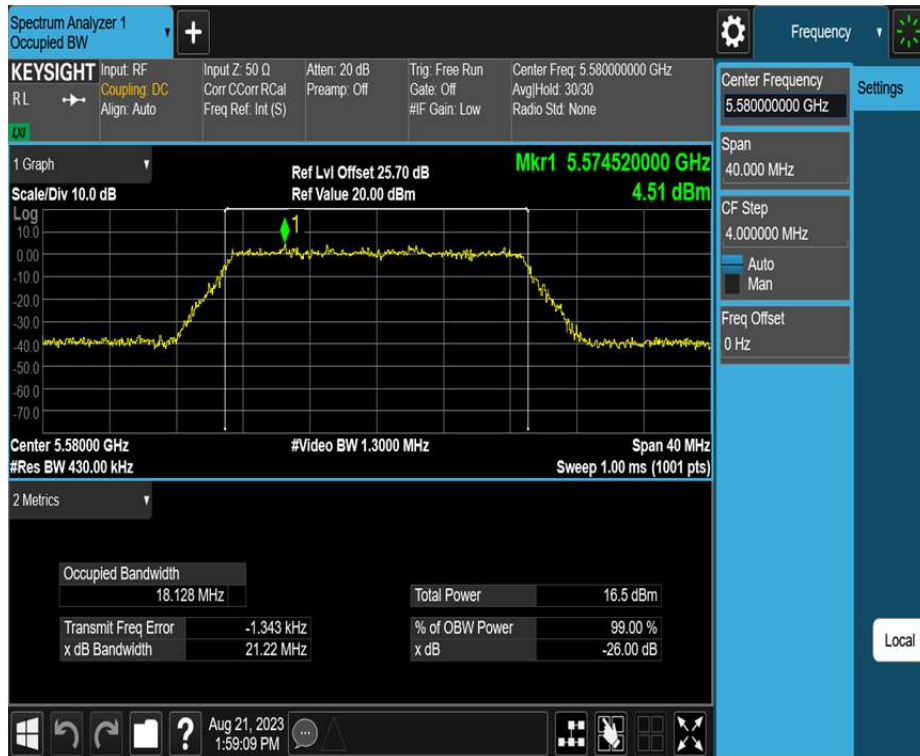 Spectrum Analyzer 1
Occupied BW
Frequency
KEYSIGHT
R L
LXI
Input: RF
Coupling: DC
Align: Auto
Input Z: 50 Ω
Corr CCorr RCal
Freq Ref: Int (S)
Atten: 20 dB
Preamp: Off
Trig: Free Run
Gate: Off
#IF Gain: Low
Center Freq: 5.580000000 GHz
Avg|Hold: 30/30
Radio Std: None
Center Frequency
5.58000000 GHz
Settings
Span
40.000 MHz
CF Step
4.000000 MHz
Auto
Man
Freq Offset
0 Hz
1 Graph
Scale/Div 10.0 dB
Ref Lvl Offset 25.70 dB
Ref Value 20.00 dBm
Mkr1 5.574520000 GHz
4.51 dBm
Log
1
10.0
0.00
-10.0
-20.0
-30.0
-40.0
-50.0
-60.0
-70.0
Center 5.58000 GHz
#Video BW 1.3000 MHz
Span 40 MHz
#Res BW 430.00 kHz
Sweep 1.00 ms (1001 pts)
2 Metrics
Occupied Bandwidth
18.128 MHz
Total Power 16.5 dBm
Transmit Freq Error -1.343 kHz
% of OBW Power 99.00 %
x dB Bandwidth 21.22 MHz
x dB -26.00 dB
Local
?
Aug 21, 2023
1:59:09 PM